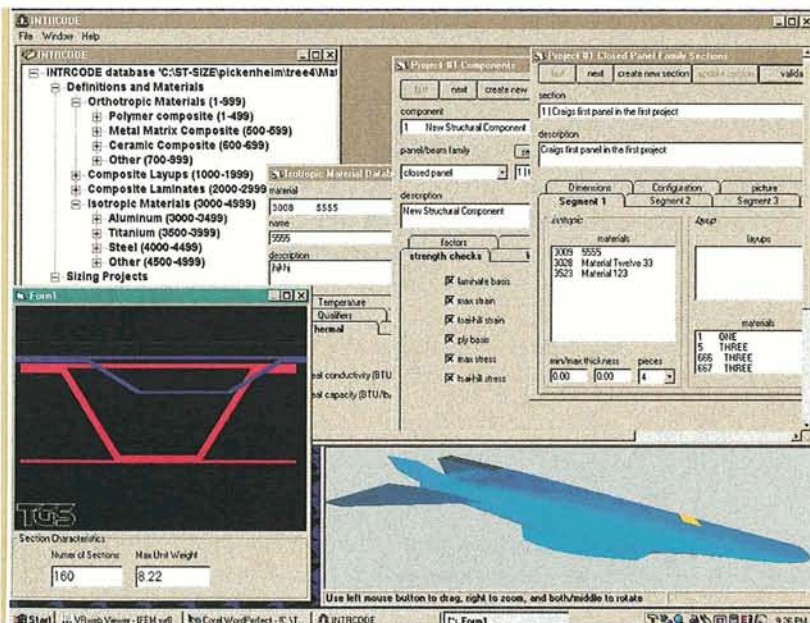 INTRCODE
File Window Help
INTRCODE
INTRCODE database 'C:\ST-SIZE\pickenheim\tree4\Mat
Definitions and Materials
Orthotropic Materials (1-999)
Polymer composite (1-499)
Metal Matrix Composite (500-599)
Ceramic Composite (600-699)
Other (700-999)
Composite Layups (1000-1999)
Composite Laminates (2000-2999
Isotropic Materials (3000-4999)
Aluminum (3000-3499)
Titanium (3500-3999)
Steel (4000-4499)
Other (4500-4999)
Sizing Projects
Isotropic Material Datab
material
3008 5555
name
5555
description
Temperature
Qualifiers
hermal
al conductivity (BTU
al capacity (BTU/lb
Project #1 Components
next create new
component
1 New Structural Component
panel/beam family
closed panel
description
New Structural Component
factors
strength checks
laminate basis
max strain
tsai-hill strain
ply basis
max stress
tsai-hill stress
Project #1 Closed Panel Family Sections
next create new section valida
section
1 | Craigs first panel in the first project
description
Craigs first panel in the first project
Dimensions Configuration picture
Segment 1 Segment 2 Segment 3
isotropic
materials
3009 5555
3028 Material Twelve 33
3523 Material 123
min/max thickness pieces
0.00 0.00 4
layup
layups
materials
1 ONE
5 THREE
666 THREE
667 THREE
Form1
TGS
Section Characteristics
Numer of Sections Max Unit Weight
160 8.22
Use left mouse button to drag, right to zoom, and both/middle to rotate
Start
Corel WordPerfect
INTRCODE
Form1